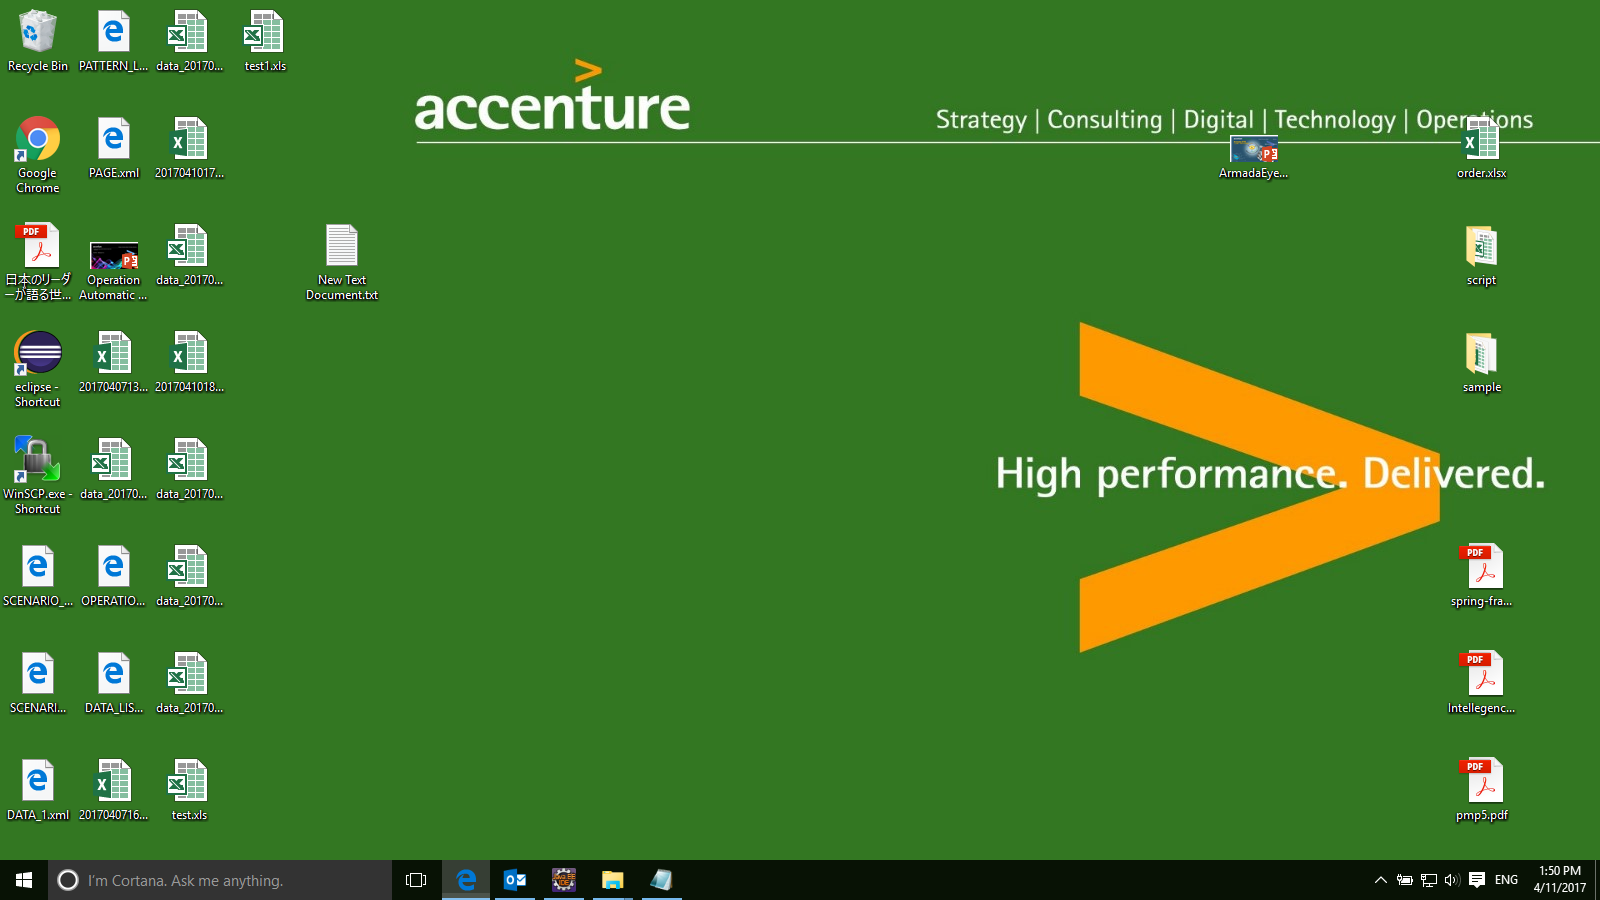 Recycle Bin
PATTERN_L...
data_20170...
test1.xls
>
accenture
Strategy | Consulting | Digital | Technology | Operations
Google
Chrome
PAGE.xml
2017041017...
ArmadaEye...
order.xlsx
PDF
日本のリーダ
ーが語る世...
Operation
Automatic ...
data_20170...
New Text
Document.txt
script
eclipse -
Shortcut
2017040713...
2017041018...
sample
WinSCP.exe -
Shortcut
data_20170...
data_20170...
High performance. Delivered.
SCENARIO_...
OPERATIO...
data_20170...
PDF
spring-fra...
SCENARI...
DATA_LIS...
data_20170...
PDF
Intellegenc...
DATA_1.xml
2017040716...
test.xls
PDF
pmp5.pdf
I'm Cortana. Ask me anything.
ENG
1:50 PM
4/11/2017